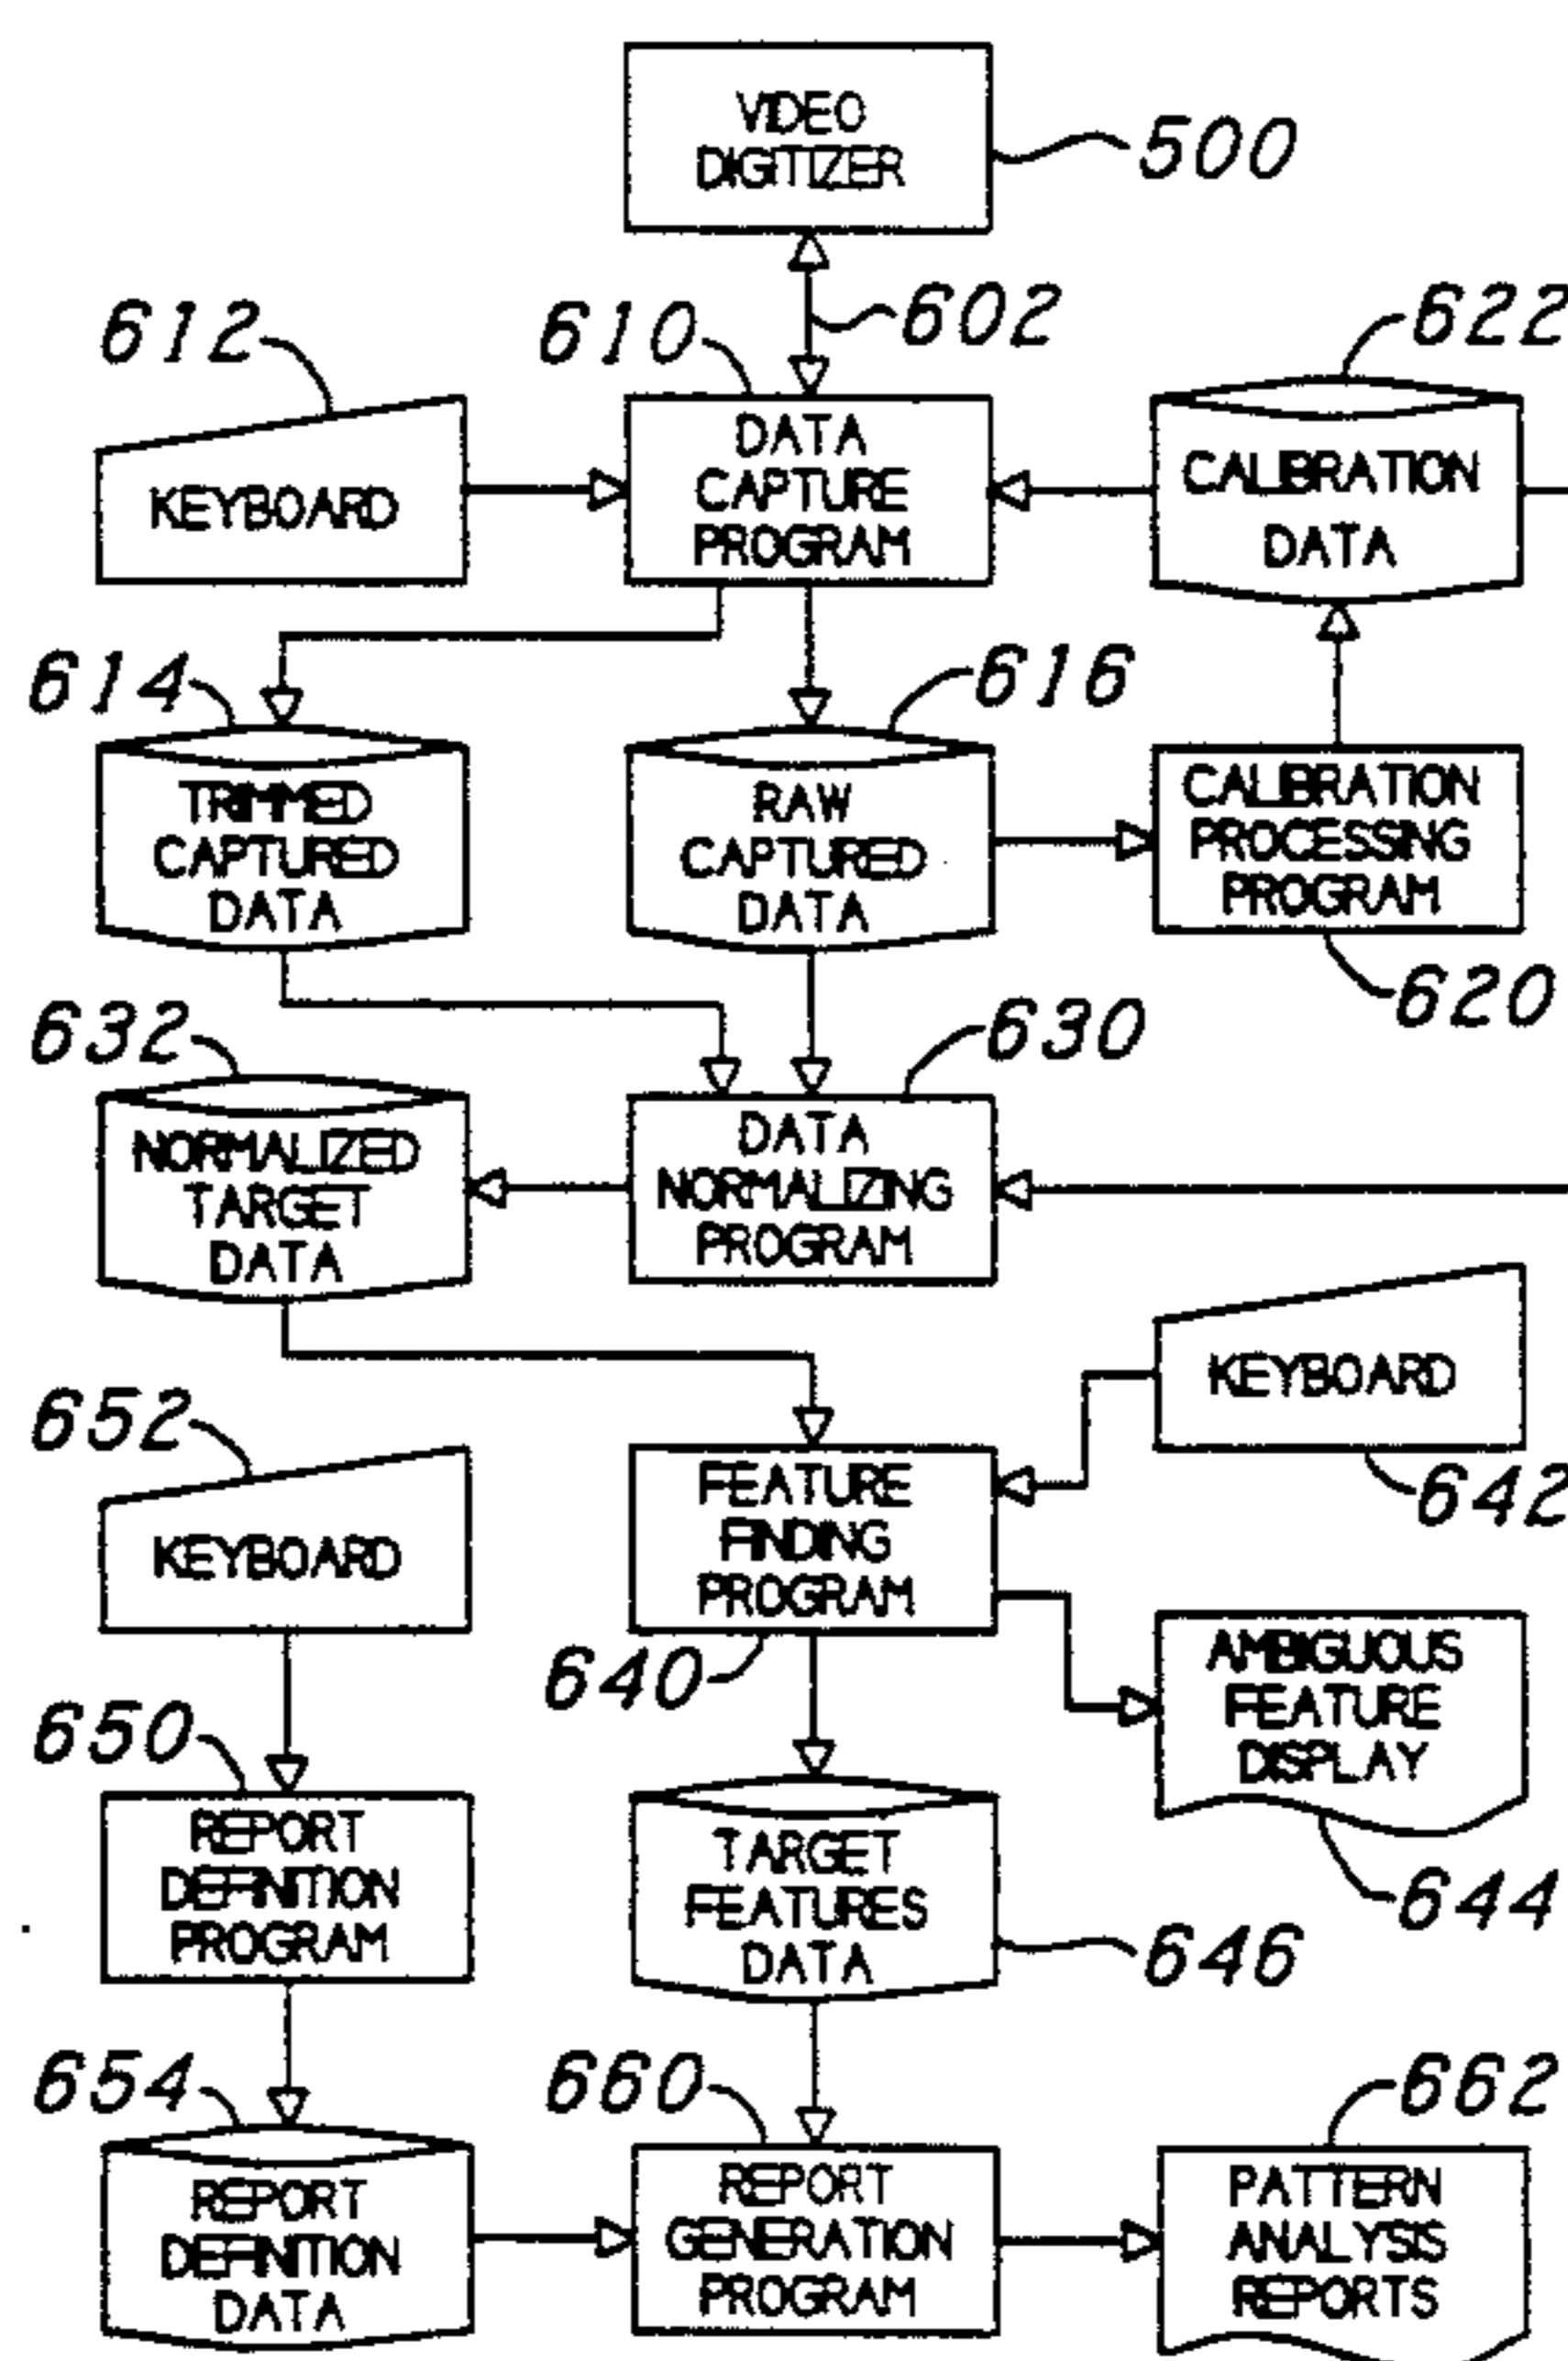 VIDEO
DIGITIZER
500
602
612
610
622
KEYBOARD
DATA
CAPTURE
PROGRAM
CALIBRATION
DATA
614
616
TRIMMED
CAPTURED
DATA
RAW
CAPTURED
DATA
CALIBRATION
PROCESSING
PROGRAM
620
632
630
NORMALIZED
TARGET
DATA
DATA
NORMALIZING
PROGRAM
KEYBOARD
642
652
KEYBOARD
FEATURE
FINDING
PROGRAM
640
AMBIGUOUS
FEATURE
DISPLAY
644
650
REPORT
DEFINITION
PROGRAM
TARGET
FEATURES
DATA
646
654
660
662
REPORT
DEFINITION
DATA
REPORT
GENERATION
PROGRAM
PATTERN
ANALYSIS
REPORTS